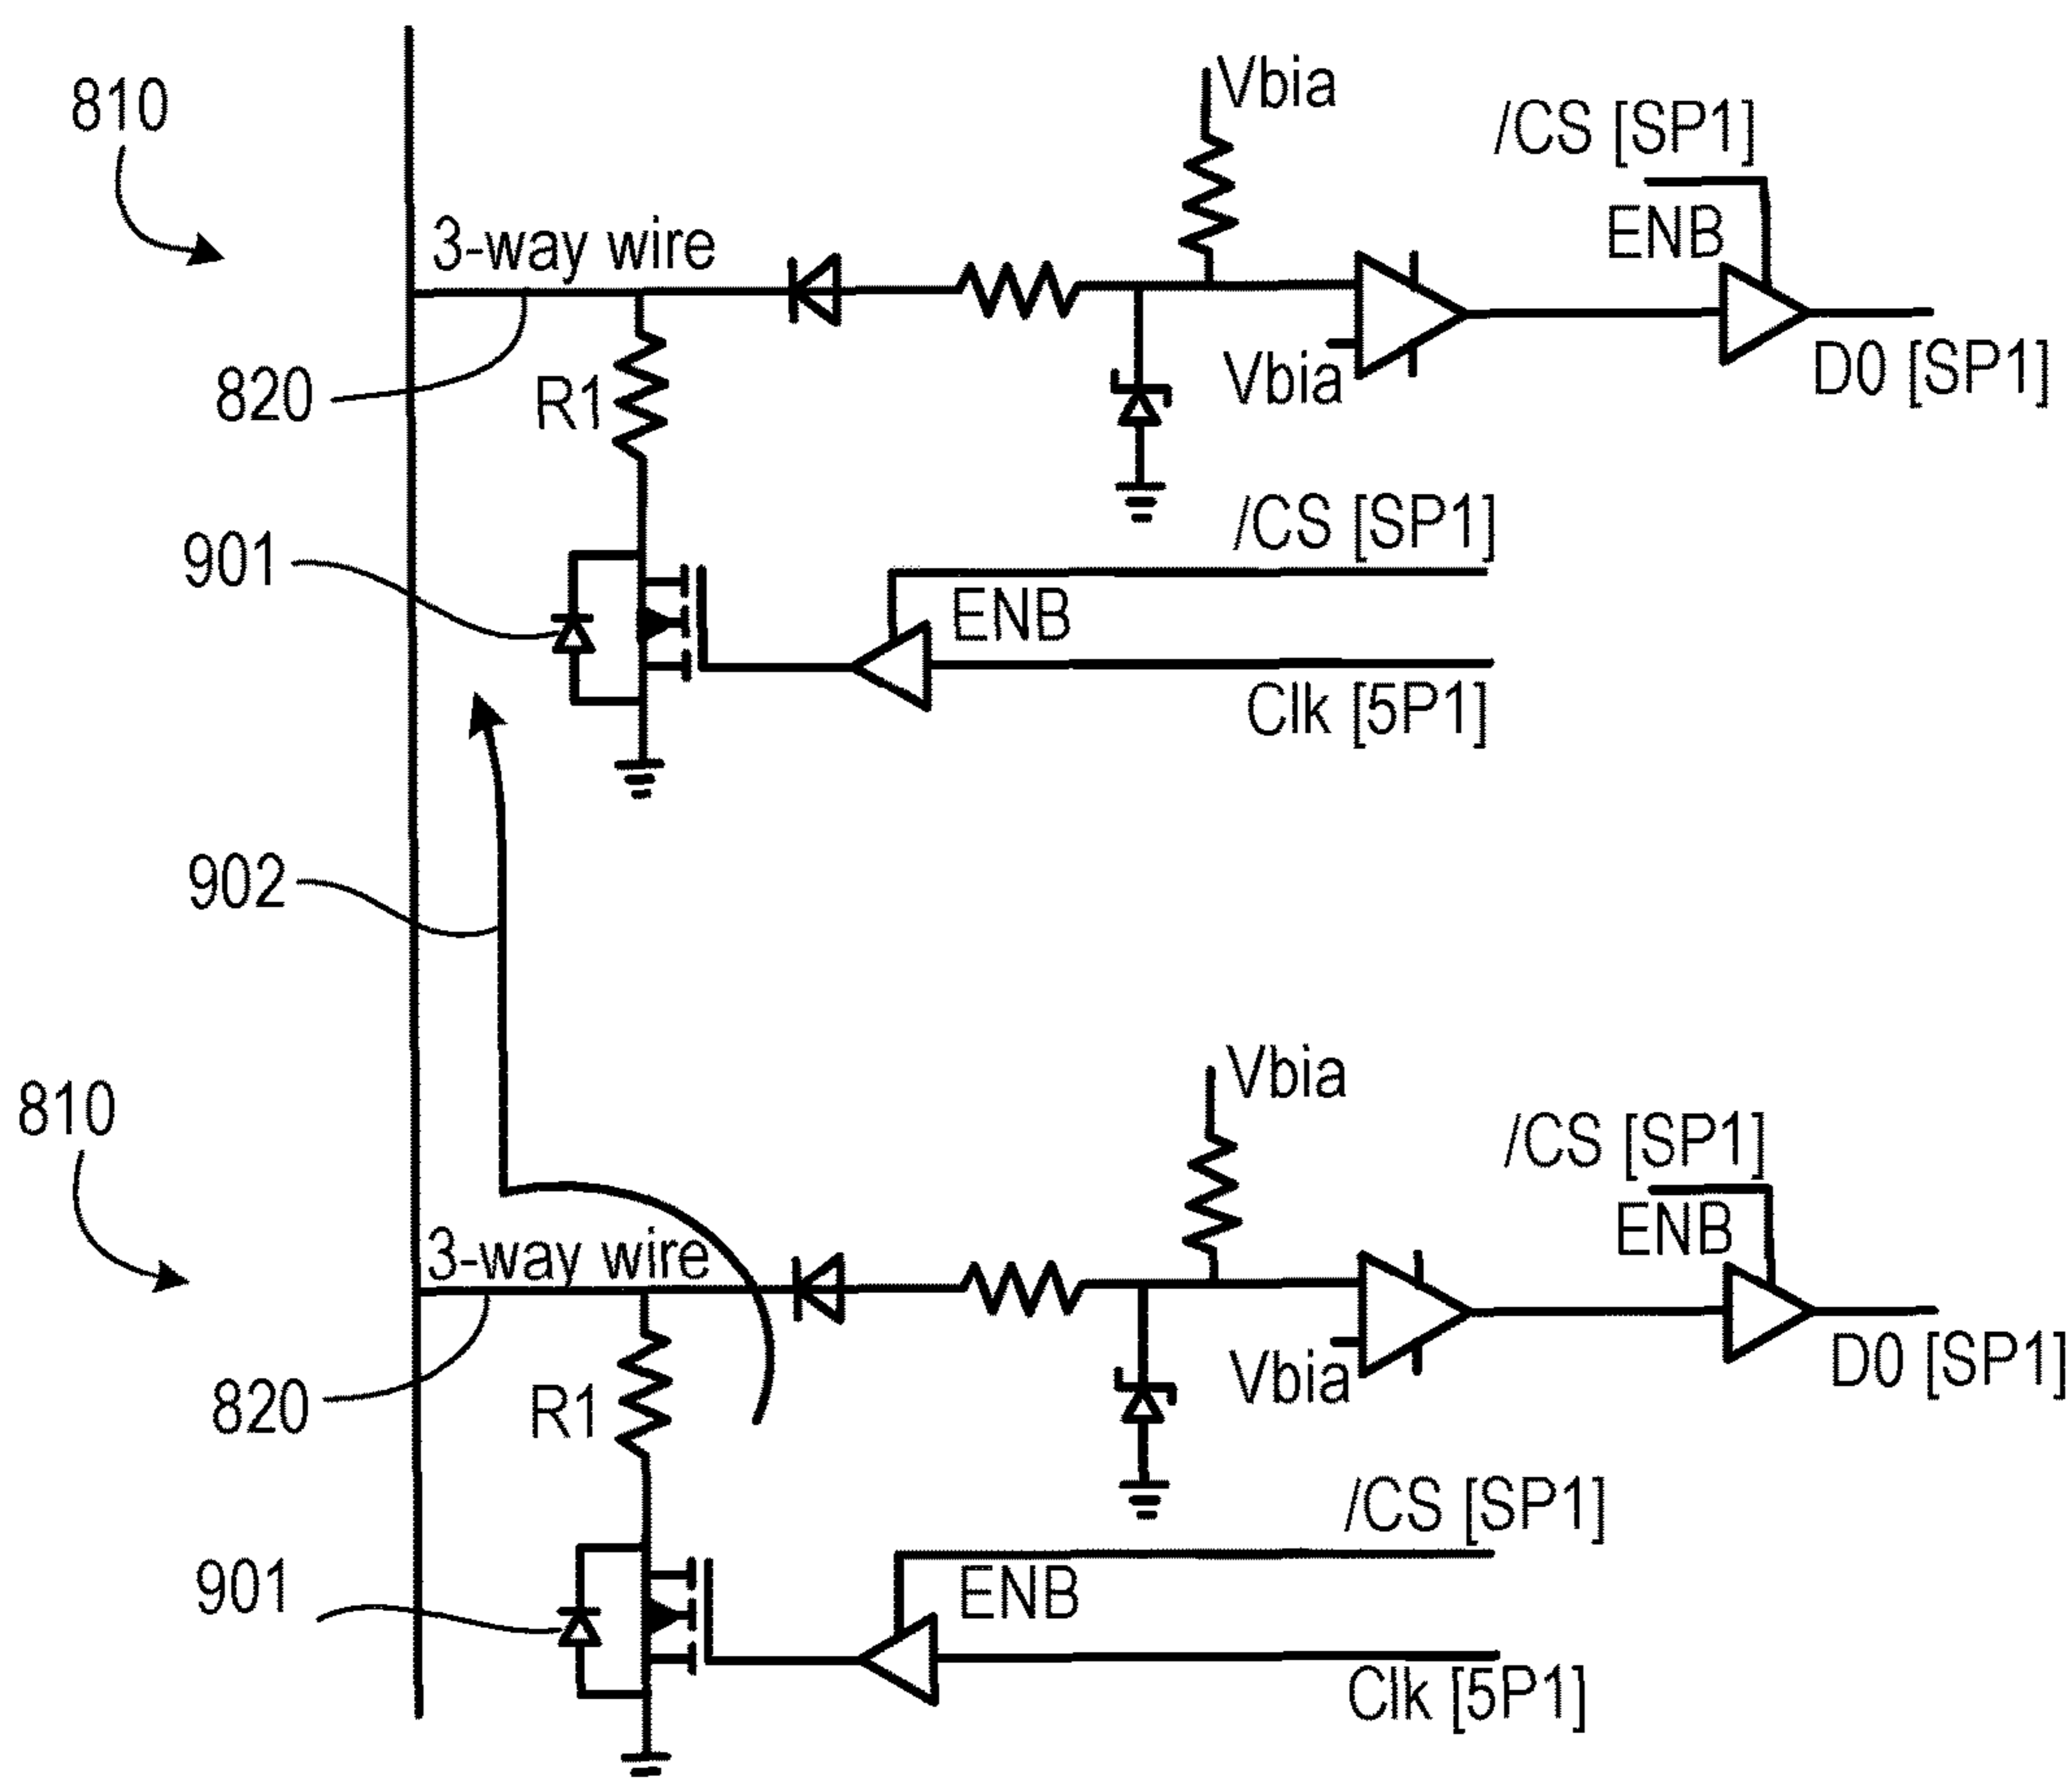 Vbia
810
/CS [SP1]
ENB
3-way wire
Vbia
D0 [SP1]
820
R1
/CS [SP1]
901
ENB
Clk [5P1]
902
Vbia
810
/CS [SP1]
ENB
3-way wire
Vbia
D0 [SP1]
820
R1
/CS [SP1]
901
ENB
Clk [5P1]